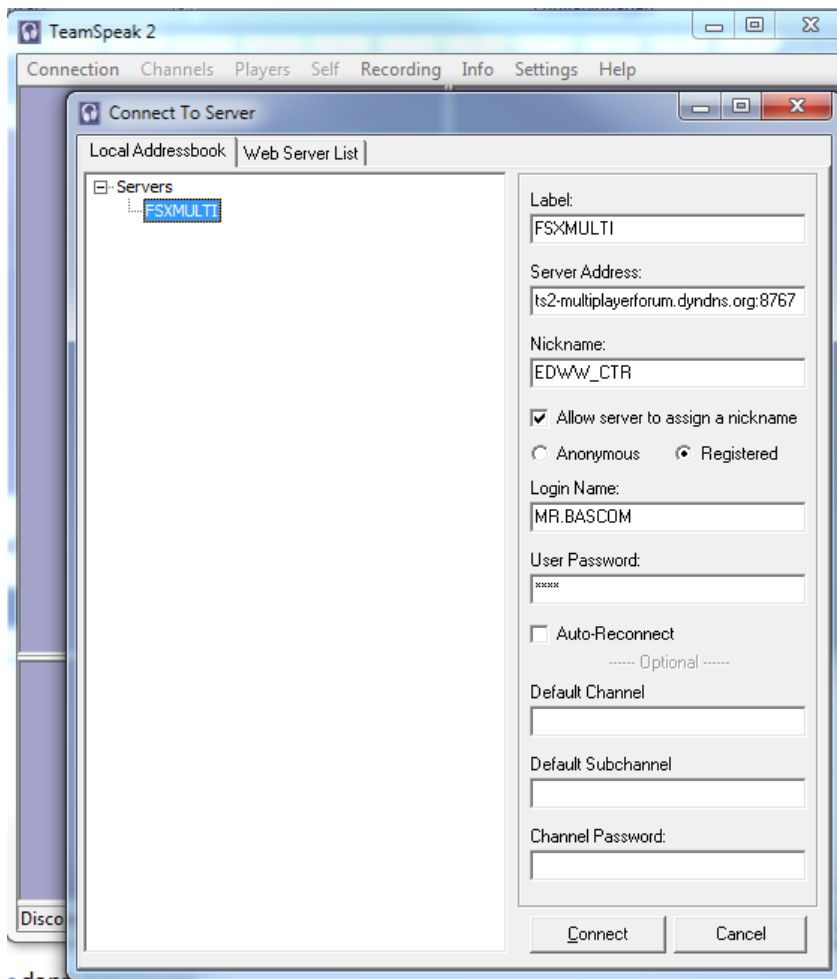 TeamSpeak 2
Connection Channels Players Self Recording Info Settings Help
Connect To Server
Local Addressbook Web Server List
Servers
FSXMULTI
Label:
FSXMULTI
Server Address:
ts2-multiplayerforum.dyndns.org:8767
Nickname:
EDWW_CTR
Allow server to assign a nickname
Anonymous Registered
Login Name:
MR.BASCOM
User Password:
****
Auto-Reconnect
------ Optional ------
Default Channel
Default Subchannel
Channel Password:
Disco
Connect Cancel